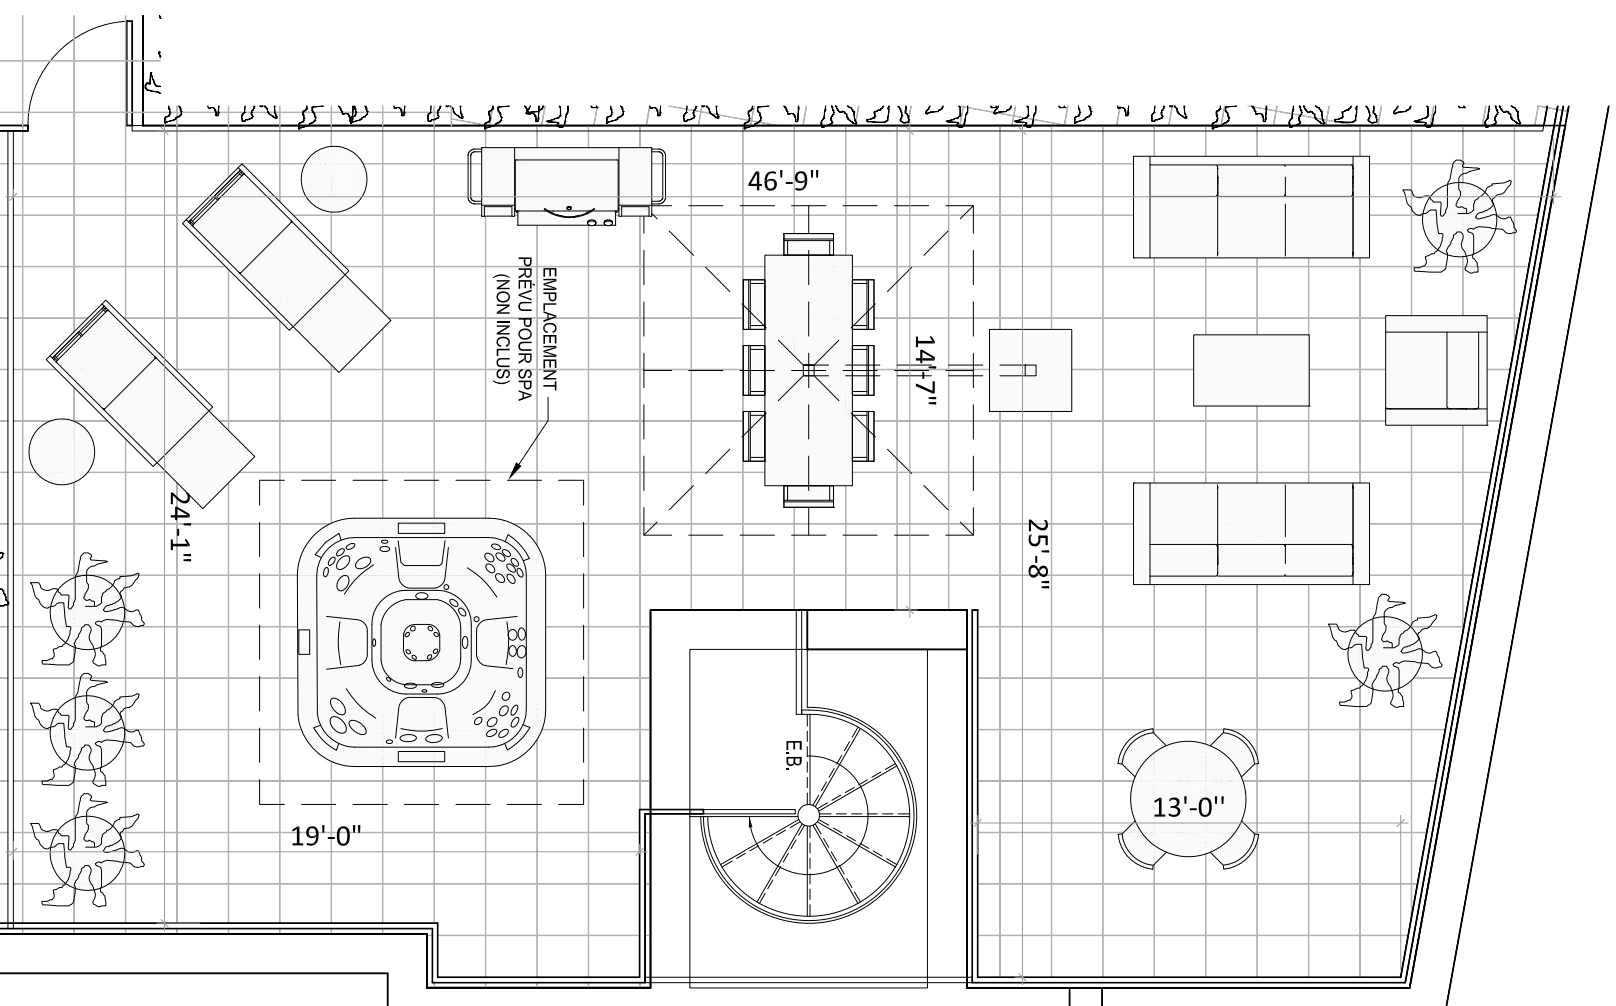 46'-9"
EMPLACEMENT
PRÉVU POUR SPA
(NON INCLUS)
14'-7"
24'-1"
25'-8"
E.B.
19'-0"
13'-0"